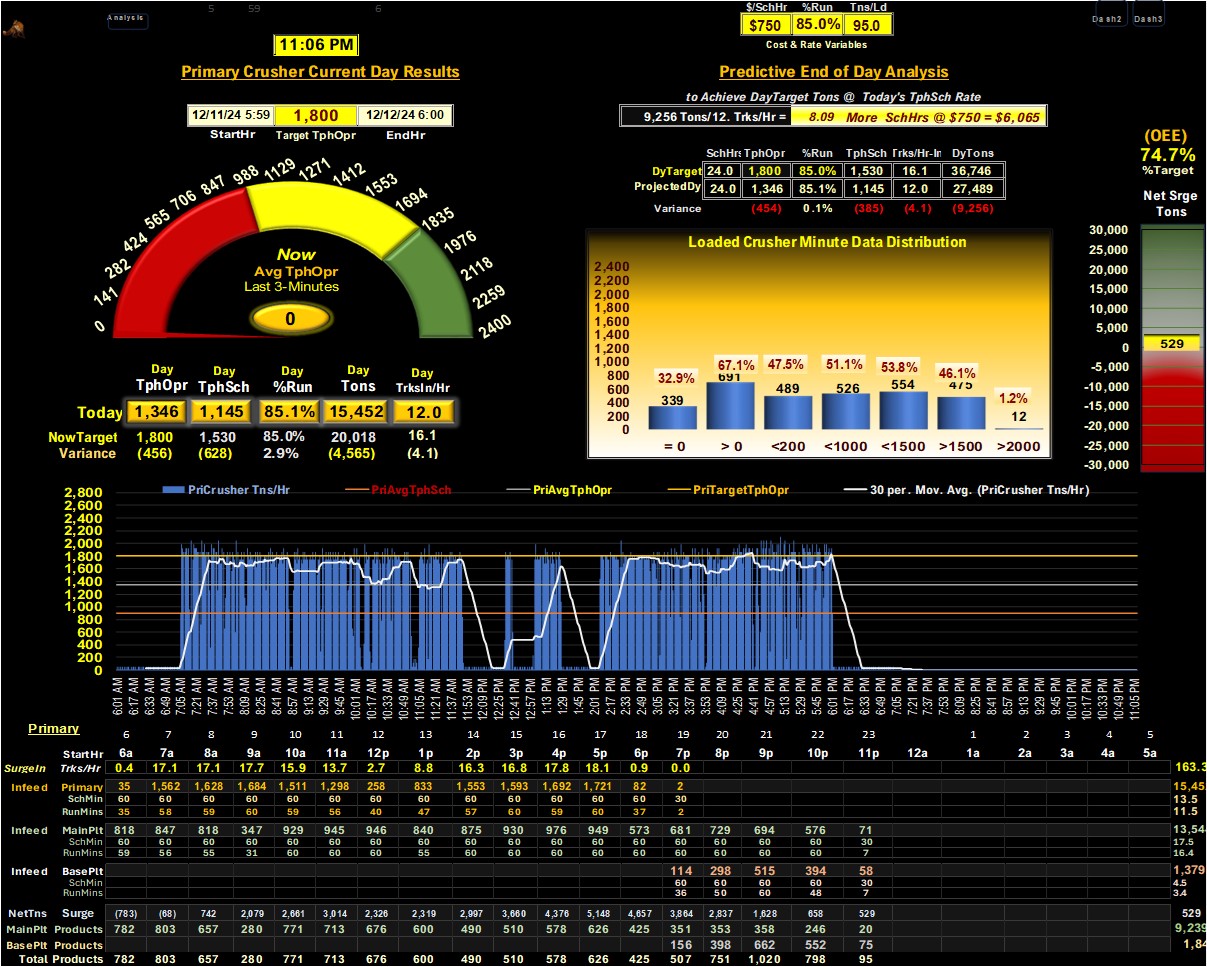 5 59 6
Analysis
$/SchHr %Run Tns/Ld
$750 85.0% 95.0
Cost & Rate Variables
Dash2 Dash3
11:06 PM
Primary Crusher Current Day Results
12/11/24 5:59 1,800 12/12/24 6:00
StartHr Target TphOpr EndHr
0 141 282 424 565 706 847 988 1129 1271 1412 1553 1694 1835 1976 2118 2259 2400
Now
Avg TphOpr
Last 3-Minutes
0
Day Day Day Day Day
TphOpr TphSch %Run Tons TrksIn/Hr
Today 1,346 1,145 85.1% 15,452 12.0
NowTarget 1,800 1,530 85.0% 20,018 16.1
Variance (456) (628) 2.9% (4,565) (4.1)
Predictive End of Day Analysis
to Achieve DayTarget Tons @ Today's TphSch Rate
9,256 Tons/12. Trks/Hr = 8.09 More SchHrs @ $750 = $6,065
SchHrs TphOpr %Run TphSch Trks/Hr-In DyTons
DyTarget 24.0 1,800 85.0% 1,530 16.1 36,746
ProjectedDy 24.0 1,346 85.1% 1,145 12.0 27,489
Variance (454) 0.1% (385) (4.1) (9,256)
Loaded Crusher Minute Data Distribution
2,400
2,200
2,000
1,800
1,600
1,400
1,200
1,000
800
600
400
200
0
32.9% 67.1% 47.5% 51.1% 53.8% 46.1% 1.2%
339 691 489 526 554 475 12
= 0 > 0 <200 <1000 <1500 >1500 >2000
(OEE)
74.7%
%Target
Net Srge
Tons
30,000
25,000
20,000
15,000
10,000
5,000
0
-5,000
-10,000
-15,000
-20,000
-25,000
-30,000
529
PriCrusher Tns/Hr PriAvgTphSch PriAvgTphOpr PriTargetTphOpr 30 per. Mov. Avg. (PriCrusher Tns/Hr)
2,800
2,600
2,400
2,200
2,000
1,800
1,600
1,400
1,200
1,000
800
600
400
200
0
6:01 AM 6:17 AM 6:33 AM 6:49 AM 7:05 AM 7:21 AM 7:37 AM 7:53 AM 8:09 AM 8:25 AM 8:41 AM 8:57 AM 9:13 AM 9:29 AM 9:45 AM 10:01 AM 10:17 AM 10:33 AM 10:49 AM 11:05 AM 11:21 AM 11:37 AM 11:53 AM 12:09 PM 12:25 PM 12:41 PM 12:57 PM 1:13 PM 1:29 PM 1:45 PM 2:01 PM 2:17 PM 2:33 PM 2:49 PM 3:05 PM 3:21 PM 3:37 PM 3:53 PM 4:09 PM 4:25 PM 4:41 PM 4:57 PM 5:13 PM 5:29 PM 5:45 PM 6:01 PM 6:17 PM 6:33 PM 6:49 PM 7:05 PM 7:21 PM 7:37 PM 7:53 PM 8:09 PM 8:25 PM 8:41 PM 8:57 PM 9:13 PM 9:29 PM 9:45 PM 10:01 PM 10:17 PM 10:33 PM 10:49 PM 11:05 PM
Primary 6 7 8 9 10 11 12 13 14 15 16 17 18 19 20 21 22 23 1 2 3 4 5
StartHr 6a 7a 8a 9a 10a 11a 12p 1p 2p 3p 4p 5p 6p 7p 8p 9p 10p 11p 12a 1a 2a 3a 4a 5a
SurgeIn Trks/Hr 0.4 17.1 17.1 17.7 15.9 13.7 2.7 8.8 16.3 16.8 17.8 18.1 0.9 0.0 163.3
Infeed Primary 35 1,562 1,628 1,684 1,511 1,298 258 833 1,553 1,593 1,692 1,721 82 2 15,45
SchMin 60 60 60 60 60 60 60 60 60 60 60 60 60 30 13.5
RunMins 35 58 59 60 59 56 40 47 57 60 59 60 37 2 11.5
Infeed MainPlt 818 847 818 347 929 945 946 840 875 930 976 949 573 681 729 694 576 71 13,54
SchMin 60 60 60 60 60 60 60 60 60 60 60 60 60 60 60 60 60 30 17.5
RunMins 59 56 55 31 60 60 60 55 60 60 60 60 60 60 60 60 60 7 16.4
Infeed BasePlt 114 298 515 394 58 1,379
SchMin 60 60 60 60 30 4.5
RunMins 36 50 60 48 7 3.4
NetTns Surge (783) (68) 742 2,079 2,661 3,014 2,326 2,319 2,997 3,660 4,376 5,148 4,657 3,864 2,837 1,628 658 529 529
MainPlt Products 782 803 657 280 771 713 676 600 490 510 578 626 425 351 353 358 246 20 9,239
BasePlt Products 156 398 662 552 75 1,84
Total Products 782 803 657 280 771 713 676 600 490 510 578 626 425 507 751 1,020 798 95